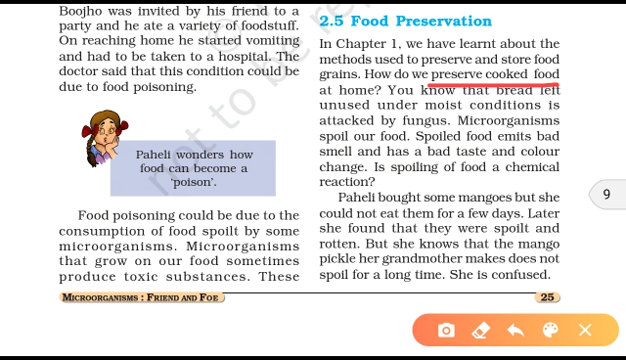 Boojho was invited by his friend to a
party and he ate a variety of foodstuff.
On reaching home he started vomiting
and had to be taken to a hospital. The
doctor said that this condition could be
due to food poisoning.
Paheli wonders how
food can become a
‘poison’.
Food poisoning could be due to the
consumption of food spoilt by some
microorganisms. Microorganisms
that grow on our food sometimes
produce toxic substances. These
2.5 Food Preservation
In Chapter 1, we have learnt about the
methods used to preserve and store food
grains. How do we preserve cooked food
at home? You know that bread left
unused under moist conditions is
attacked by fungus. Microorganisms
spoil our food. Spoiled food emits bad
smell and has a bad taste and colour
change. Is spoiling of food a chemical
reaction?
Paheli bought some mangoes but she
could not eat them for a few days. Later
she found that they were spoilt and
rotten. But she knows that the mango
pickle her grandmother makes does not
spoil for a long time. She is confused.
MICROORGANISMS : FRIEND AND FOE
25
9
not to be re